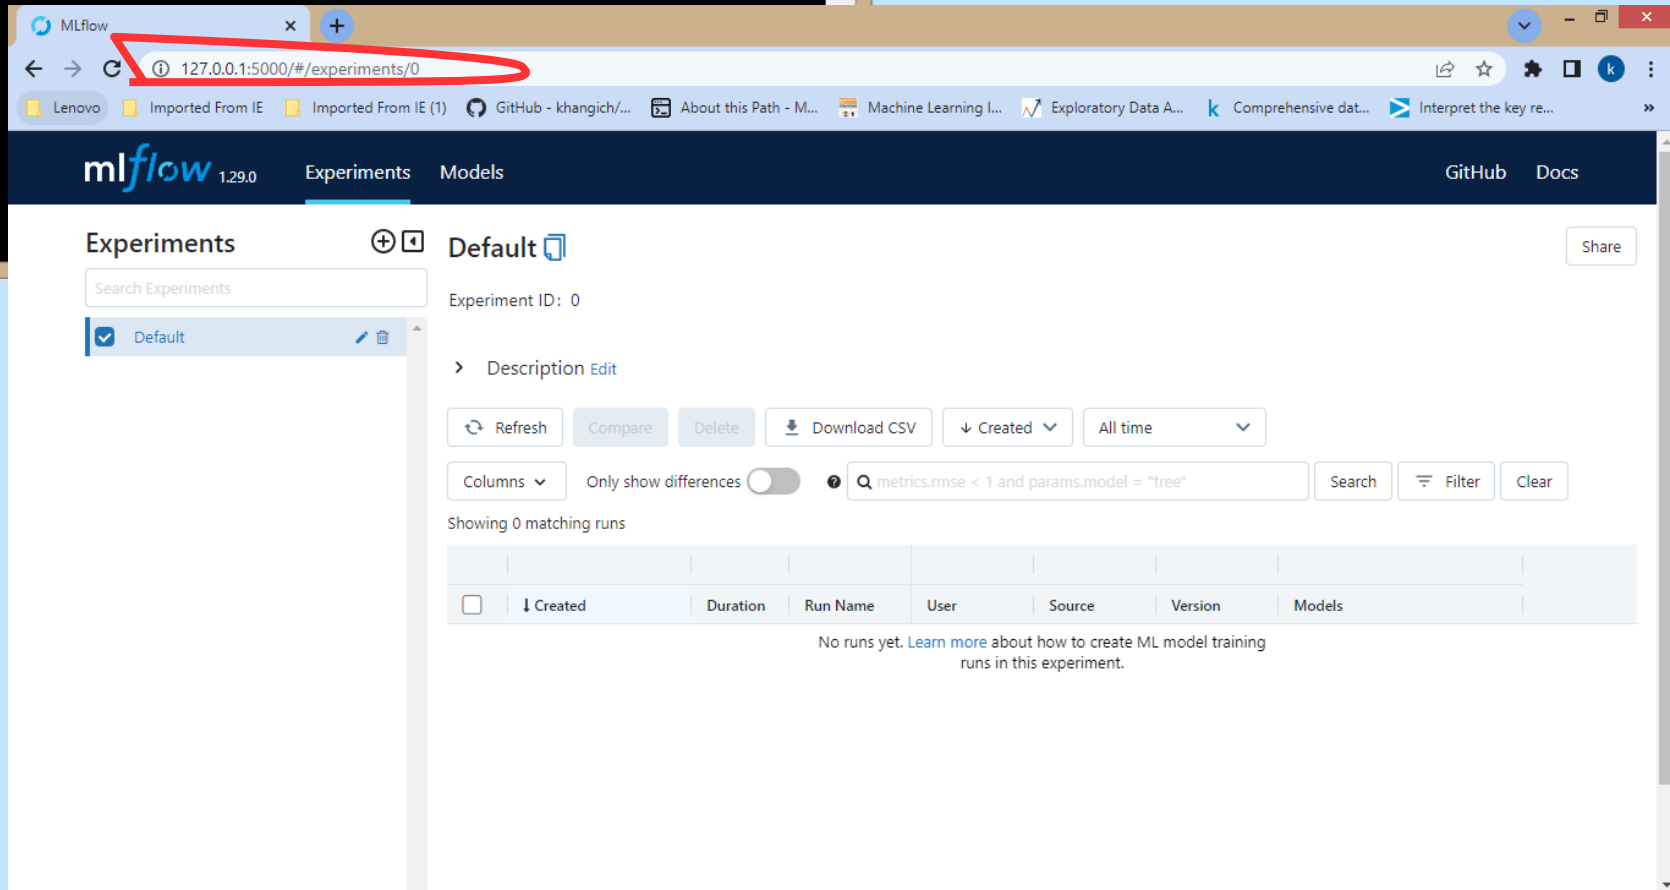 MLflow
127.0.0.1:5000/#/experiments/0
k
Lenovo Imported From IE Imported From IE (1) GitHub - khangich/... About this Path - M... Machine Learning I... Exploratory Data A... Comprehensive dat... Interpret the key re... »
mlflow 1.29.0 Experiments Models GitHub Docs
Experiments
Search Experiments
Default
Default
Share
Experiment ID: 0
Description Edit
Refresh Compare Delete Download CSV Created All time
Columns Only show differences metrics.rmse < 1 and params.model = "tree" Search Filter Clear
Showing 0 matching runs
Created Duration Run Name User Source Version Models
No runs yet. Learn more about how to create ML model training
runs in this experiment.